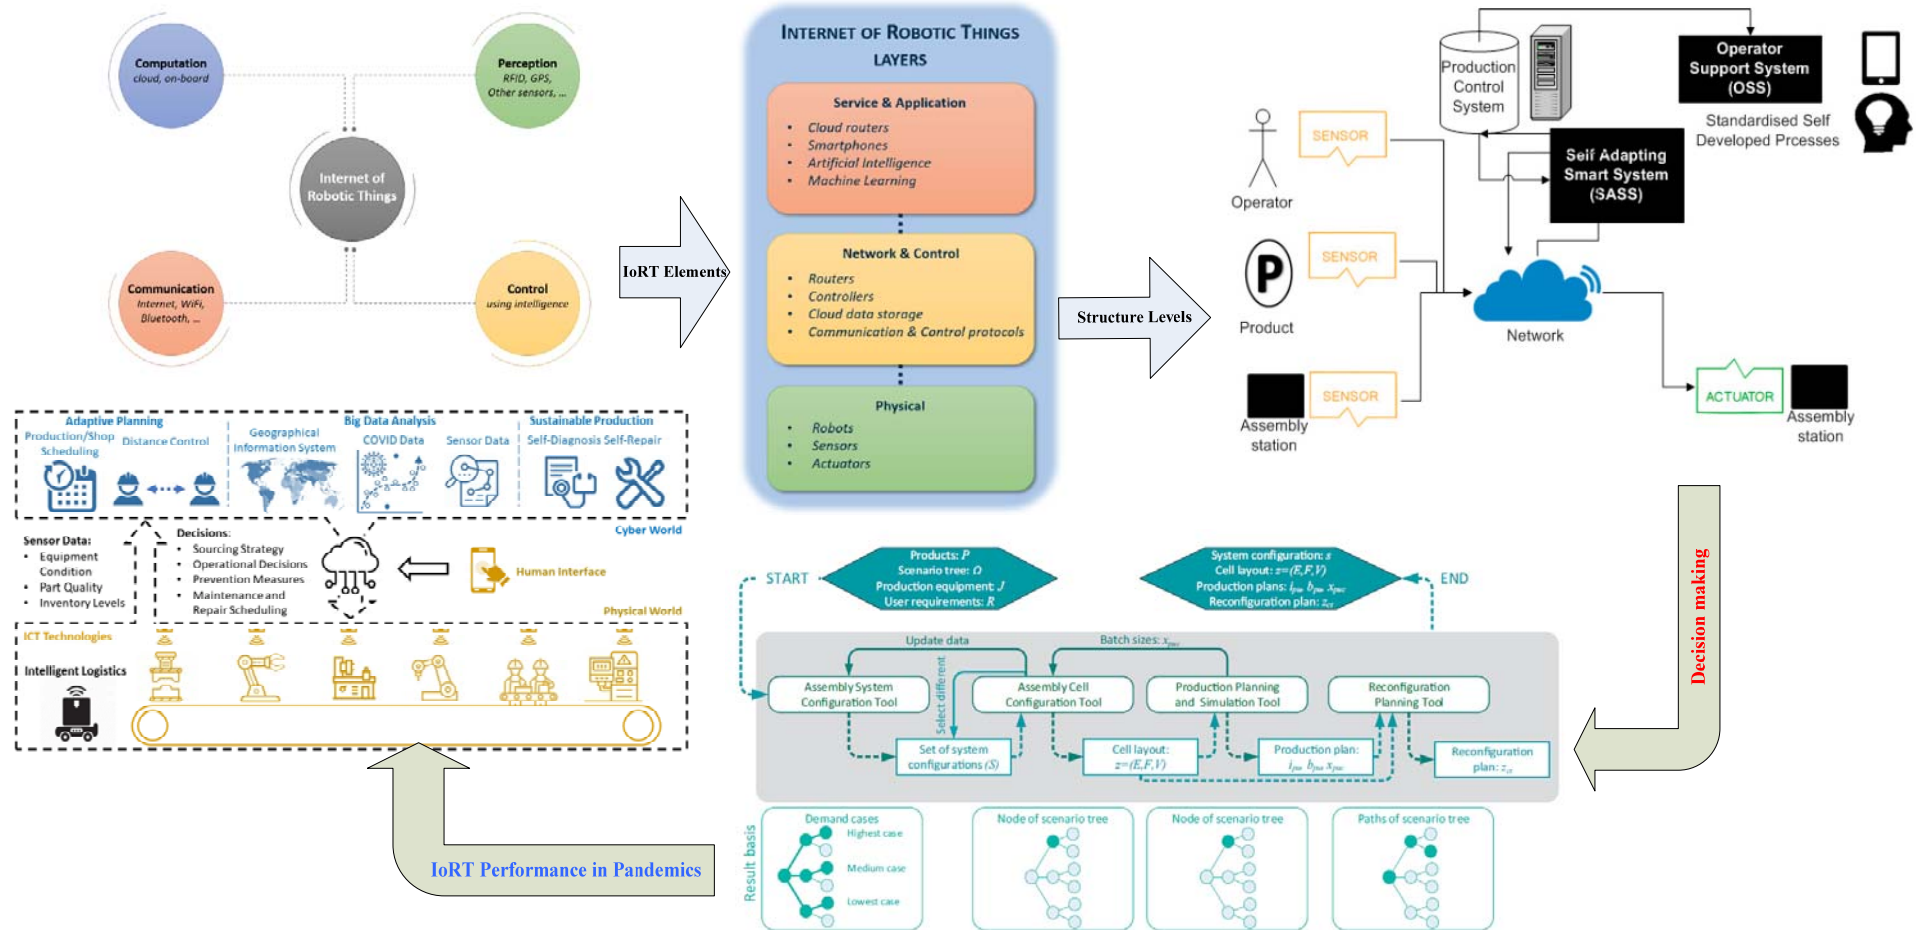 Computation
cloud, on-board
Perception
RFID, GPS,
Other sensors, ...
Internet of
Robotic Things
Communication
Internet, WiFi,
Bluetooth, ...
Control
using intelligence
IoRT Elements
INTERNET OF ROBOTIC THINGS
LAYERS
Service & Application
• Cloud routers
• Smartphones
• Artificial Intelligence
• Machine Learning
Network & Control
• Routers
• Controllers
• Cloud data storage
• Communication & Control protocols
Physical
• Robots
• Sensors
• Actuators
Structure Levels
Production
Control
System
Operator
Support System
(OSS)
Standardised Self
Developed Prcesses
SENSOR
Operator
Self Adapting
Smart System
(SASS)
SENSOR
P
Product
Network
SENSOR
Assembly
station
ACTUATOR
Assembly
station
Decision making
START
Products: P
Scenario tree: Ω
Production equipment: J
User requirements: R
System configuration: s
Cell layout: z=(E,F,V)
Production plans: iₚₙₛ bₚₙₛ xₚₙₛc
Reconfiguration plan: z
END
Update data
Batch sizes: x
Assembly System
Configuration Tool
Select different
Assembly Cell
Configuration Tool
Production Planning
and Simulation Tool
Reconfiguration
Planning Tool
Set of system
configurations (S)
Cell layout:
z=(E,F,V)
Production plan:
i b x
Reconfiguration
plan: z
Result basis
Demand cases
Highest case
Medium case
Lowest case
Node of scenario tree
Node of scenario tree
Paths of scenario tree
IoRT Performance in Pandemics
Adaptive Planning
Big Data Analysis
Sustainable Production
Production/Shop
Scheduling
Distance Control
Geographical
Information System
COVID Data
Sensor Data
Self-Diagnosis Self-Repair
Cyber World
Sensor Data:
• Equipment
Condition
• Part Quality
• Inventory Levels
Decisions:
• Sourcing Strategy
• Operational Decisions
• Prevention Measures
• Maintenance and
Repair Scheduling
Human Interface
Physical World
ICT Technologies
Intelligent Logistics